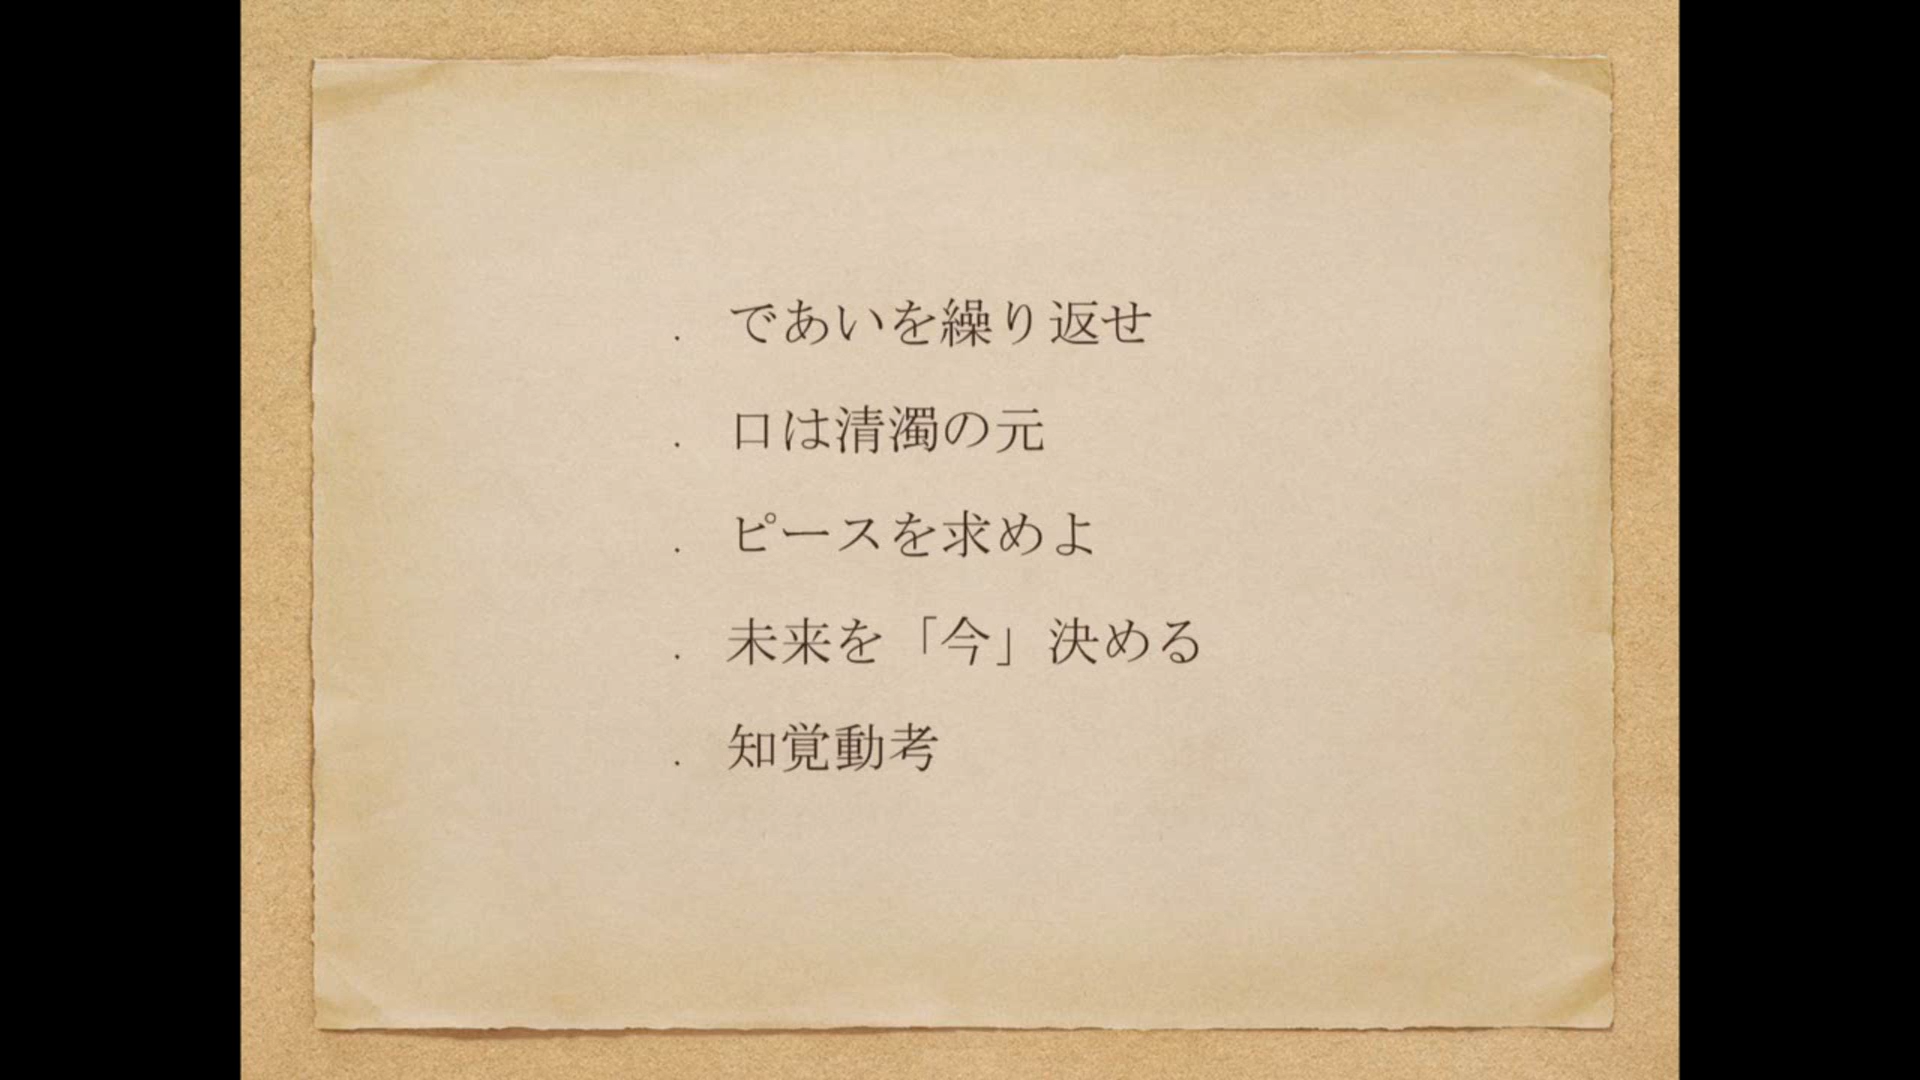 . であいを繰り返せ
. 口は清濁の元
. ピースを求めよ
. 未来を「今」決める
. 知覚動考